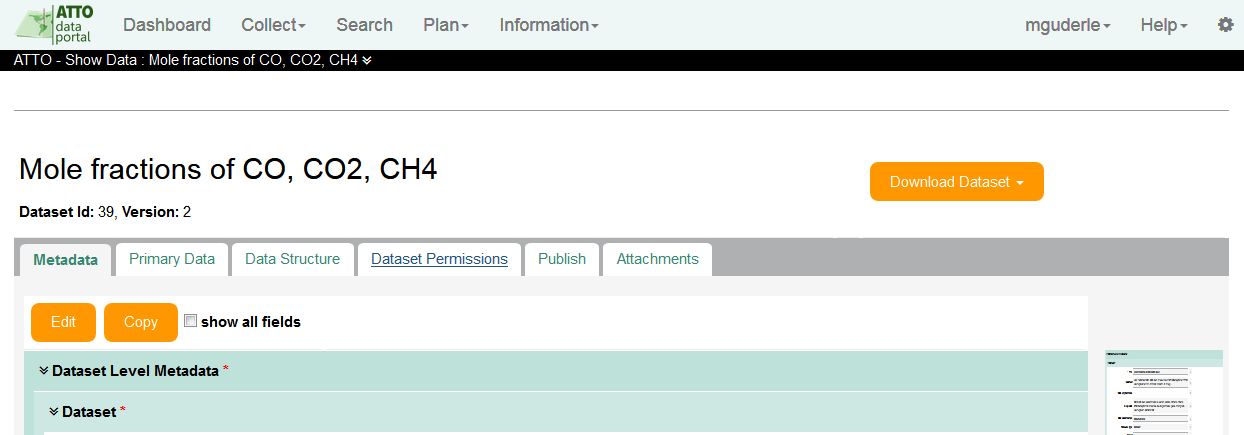 ATTO
data
portal
Dashboard Collect Search Plan Information mguderle Help
ATTO - Show Data : Mole fractions of CO, CO2, CH4
Mole fractions of CO, CO2, CH4
Download Dataset
Dataset Id: 39, Version: 2
Metadata Primary Data Data Structure Dataset Permissions Publish Attachments
Edit Copy show all fields
Dataset Level Metadata *
Dataset *